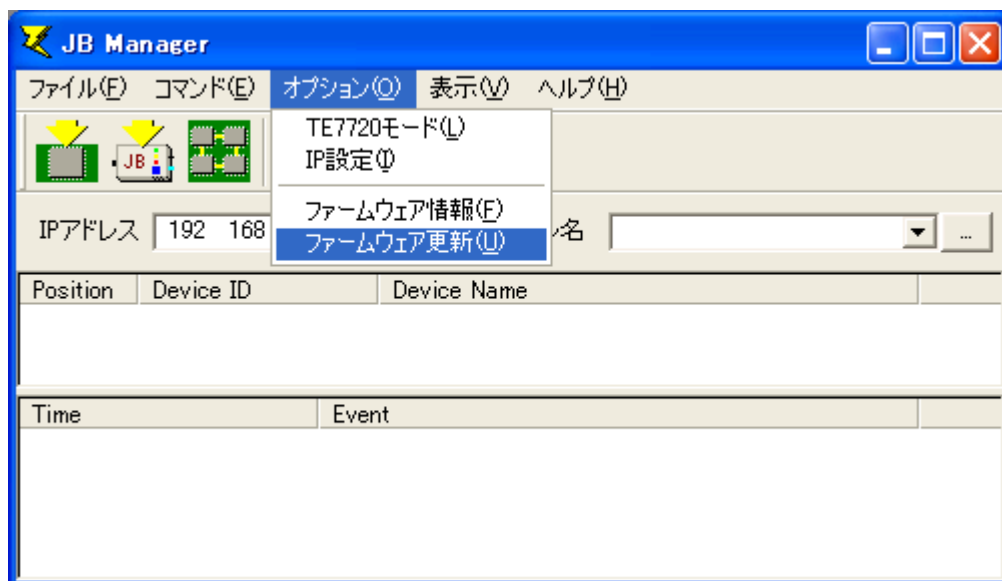 JB Manager
ファイル(F) コマンド(E) オプション(O) 表示(V) ヘルプ(H)
TE7720モード(L)
JB
IP設定(I)
ファームウェア情報(F)
IPアドレス 192 168 ン名 ...
ファームウェア更新(U)
Position Device ID Device Name
Time Event